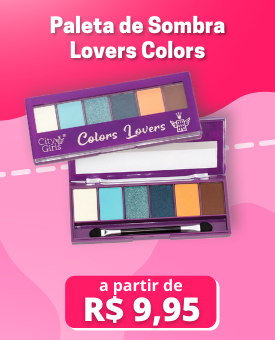 Paleta de Sombra
Lovers Colors
City Girls
Colors Lovers
a partir de
R$ 9,95